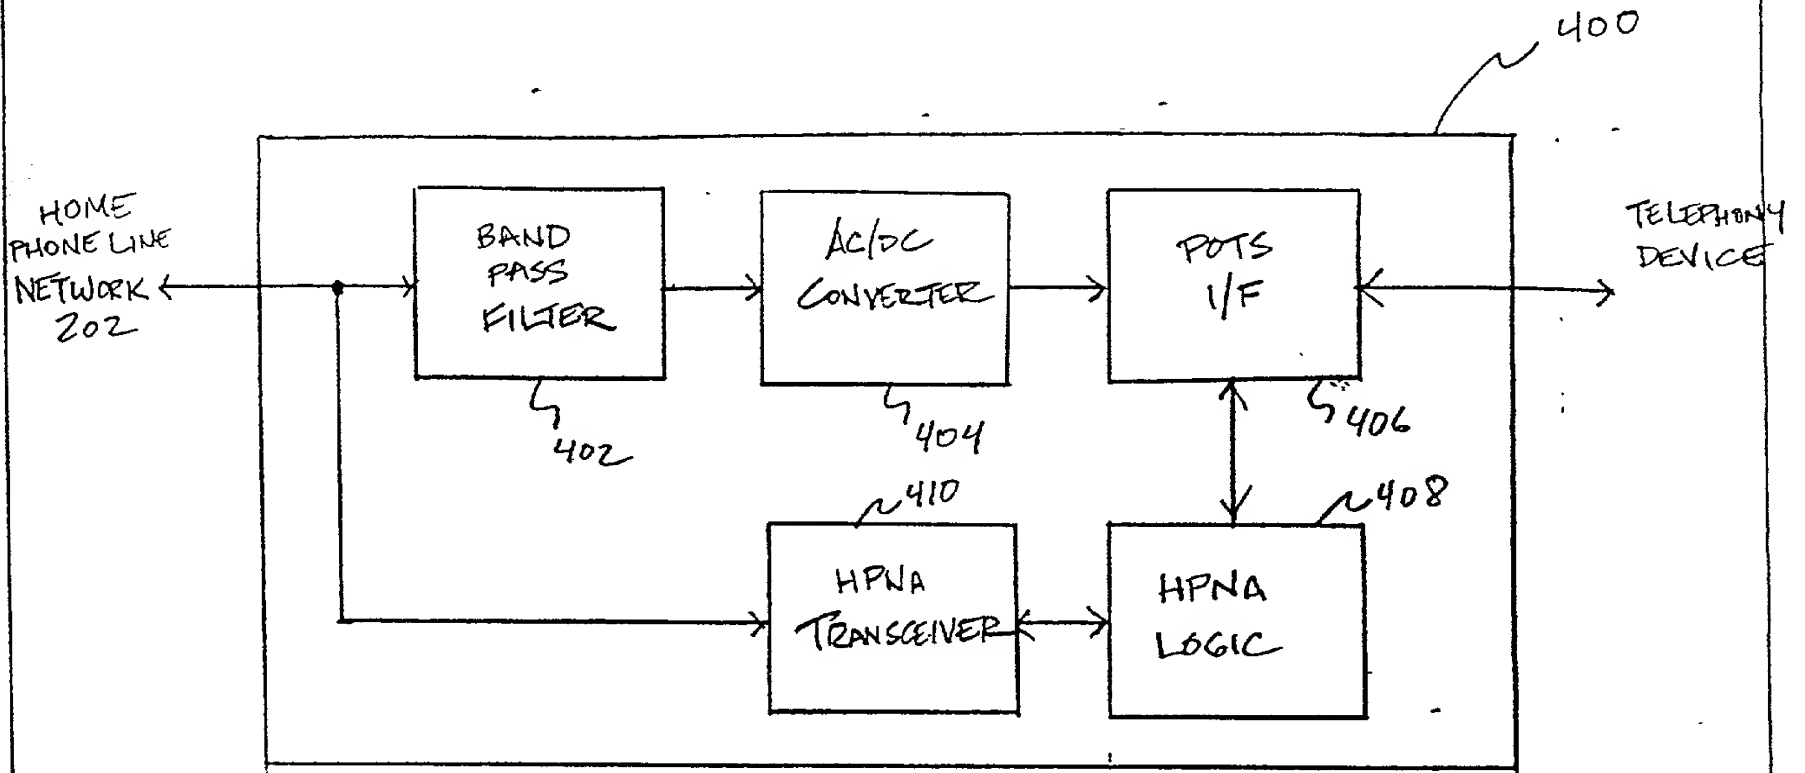 400
HOME
PHONE LINE
NETWORK
202
BAND
PASS
FILTER
402
AC/DC
CONVERTER
404
POTS
I/F
406
TELEPHONY
DEVICE
410
HPNA
TRANSCEIVER
408
HPNA
LOGIC